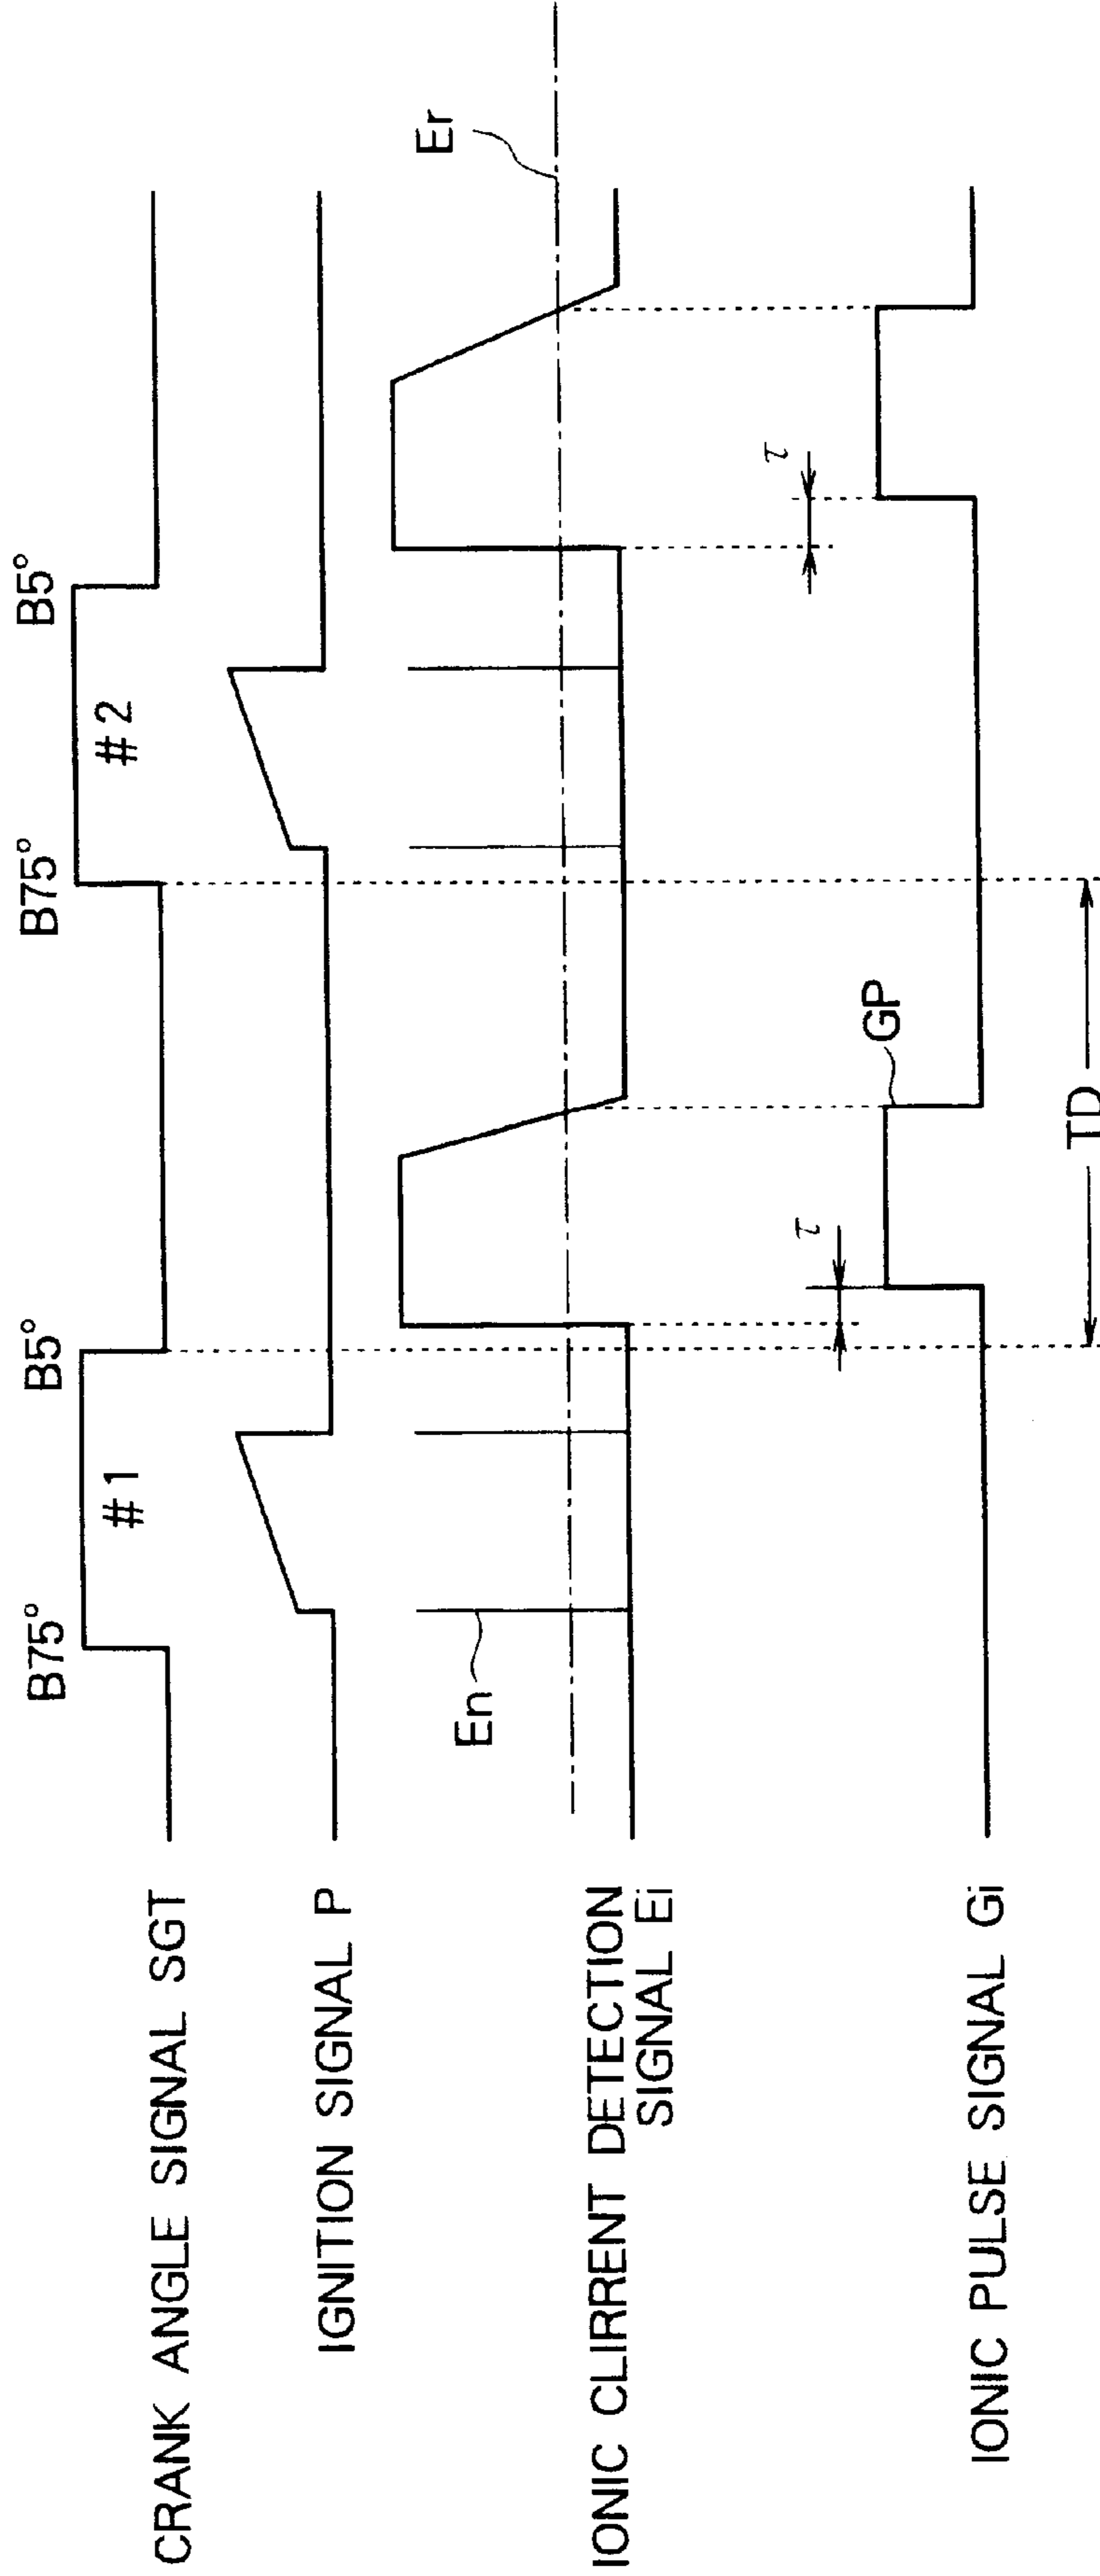 B75°
B5°
B75°
B5°
#1
#2
CRANK ANGLE SIGNAL SGT
IGNITION SIGNAL P
En
Er
IONIC CLIRRENT DETECTION
SIGNAL Ei
τ
τ
GP
IONIC PULSE SIGNAL Gi
TD